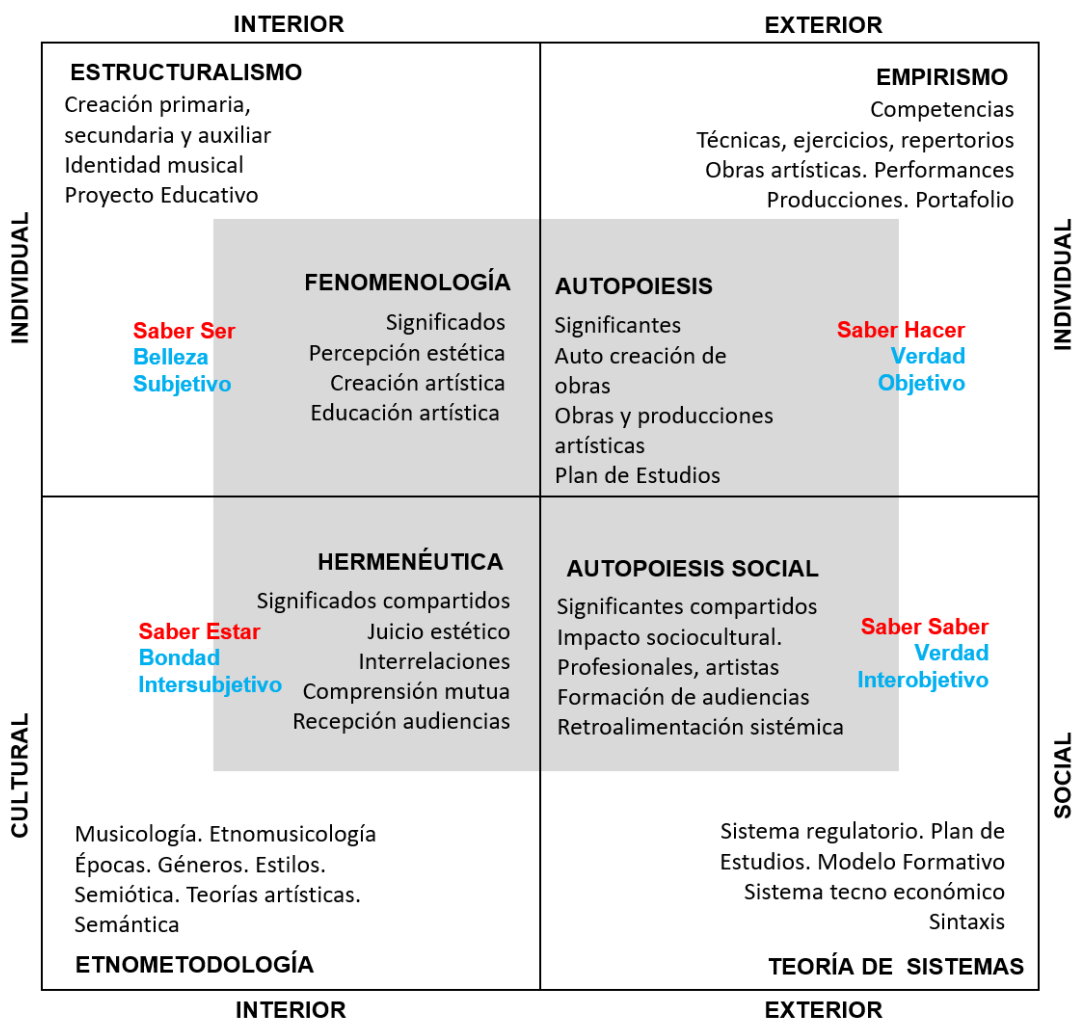 INTERIOR
EXTERIOR
INDIVIDUAL
ESTRUCTURALISMO
Creación primaria,
secundaria y auxiliar
Identidad musical
Proyecto Educativo
EMPIRISMO
Competencias
Técnicas, ejercicios, repertorios
Obras artísticas. Performances
Producciones. Portafolio
INDIVIDUAL
Saber Ser
Belleza
Subjetivo
FENOMENOLOGÍA
Significados
Percepción estética
Creación artística
Educación artística
AUTOPOIESIS
Significantes
Auto creación de
obras
Obras y producciones
artísticas
Plan de Estudios
Saber Hacer
Verdad
Objetivo
CULTURAL
Saber Estar
Bondad
Intersubjetivo
HERMENÉUTICA
Significados compartidos
Juicio estético
Interrelaciones
Comprensión mutua
Recepción audiencias
AUTOPOIESIS SOCIAL
Significantes compartidos
Impacto sociocultural.
Profesionales, artistas
Formación de audiencias
Retroalimentación sistémica
Saber Saber
Verdad
Interobjetivo
SOCIAL
Musicología. Etnomusicología
Épocas. Géneros. Estilos.
Semiótica. Teorías artísticas.
Semántica
ETNOMETODOLOGÍA
Sistema regulatorio. Plan de
Estudios. Modelo Formativo
Sistema tecno económico
Sintaxis
TEORÍA DE SISTEMAS
INTERIOR
EXTERIOR